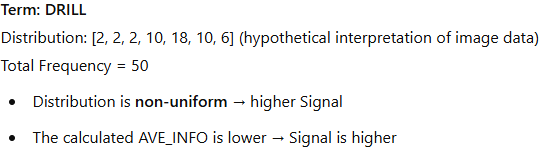 Term: DRILL
Distribution: [2, 2, 2, 10, 18, 10, 6] (hypothetical interpretation of image data)
Total Frequency = 50
• Distribution is non-uniform → higher Signal
• The calculated AVE_INFO is lower → Signal is higher